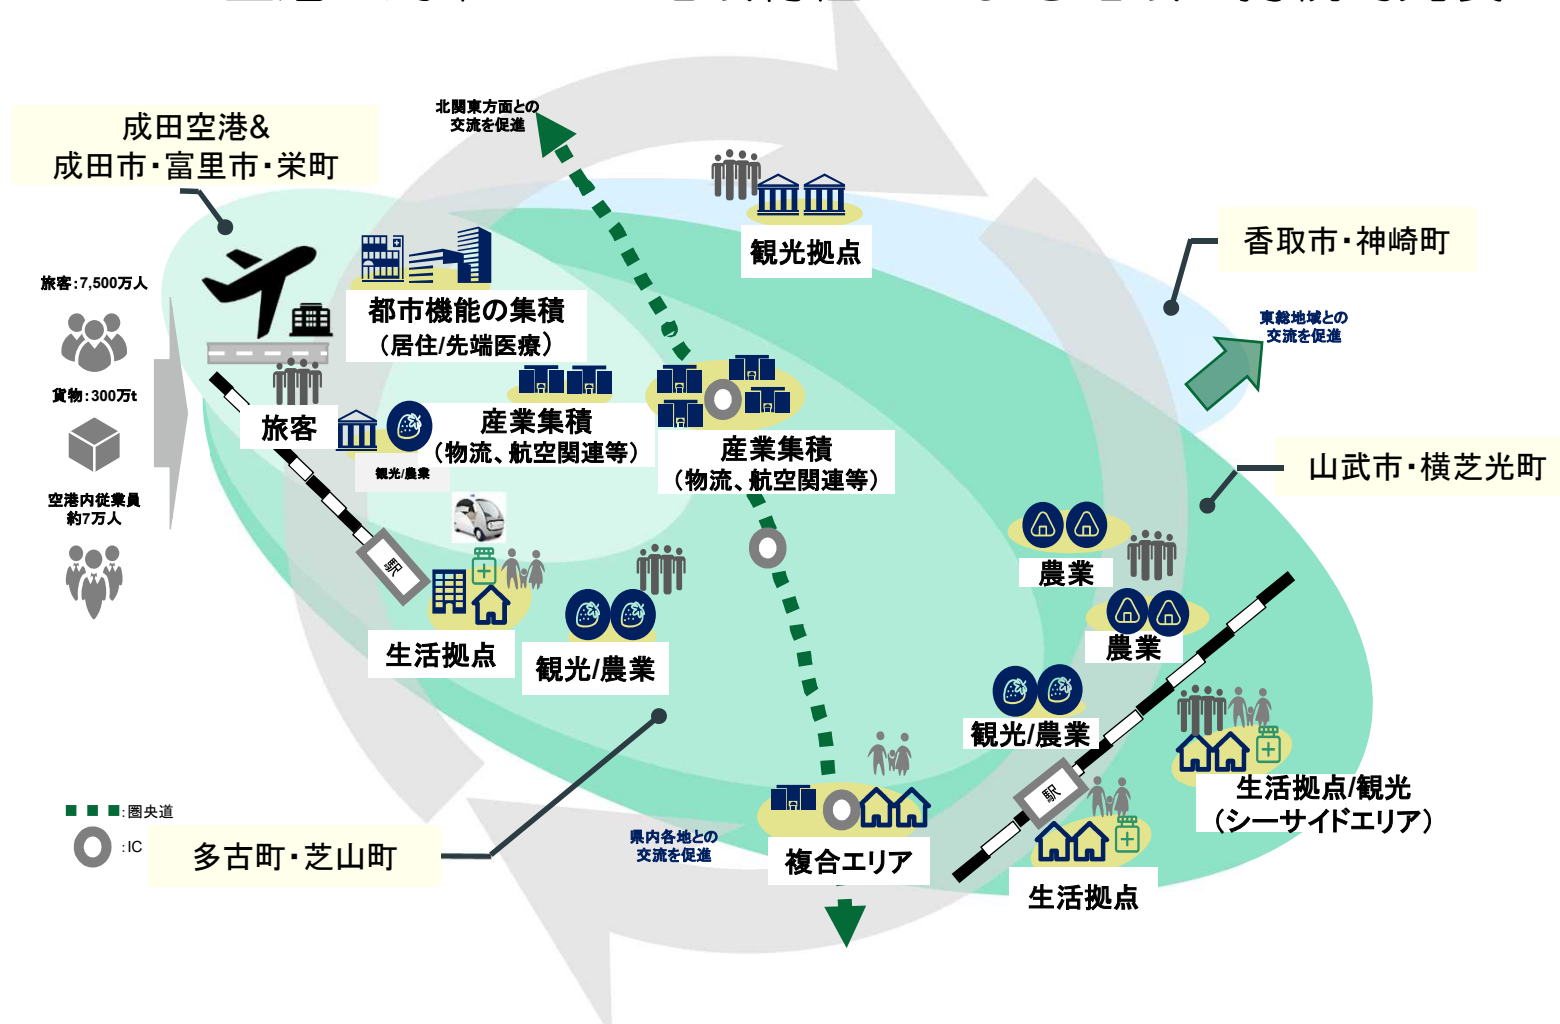 北関東方面との
交流を促進
成田空港&
成田市・富里市・栄町
観光拠点
香取市・神崎町
旅客:7,500万人
都市機能の集積
（居住/先端医療）
東総地域との
交流を促進
貨物:300万t
旅客
産業集積
（物流、航空関連等）
産業集積
（物流、航空関連等）
観光/農業
山武市・横芝光町
空港内従業員
約7万人
駅
農業
農業
生活拠点
観光/農業
観光/農業
駅
生活拠点/観光
（シーサイドエリア）
:圏央道
:IC
多古町・芝山町
県内各地との
交流を促進
複合エリア
生活拠点